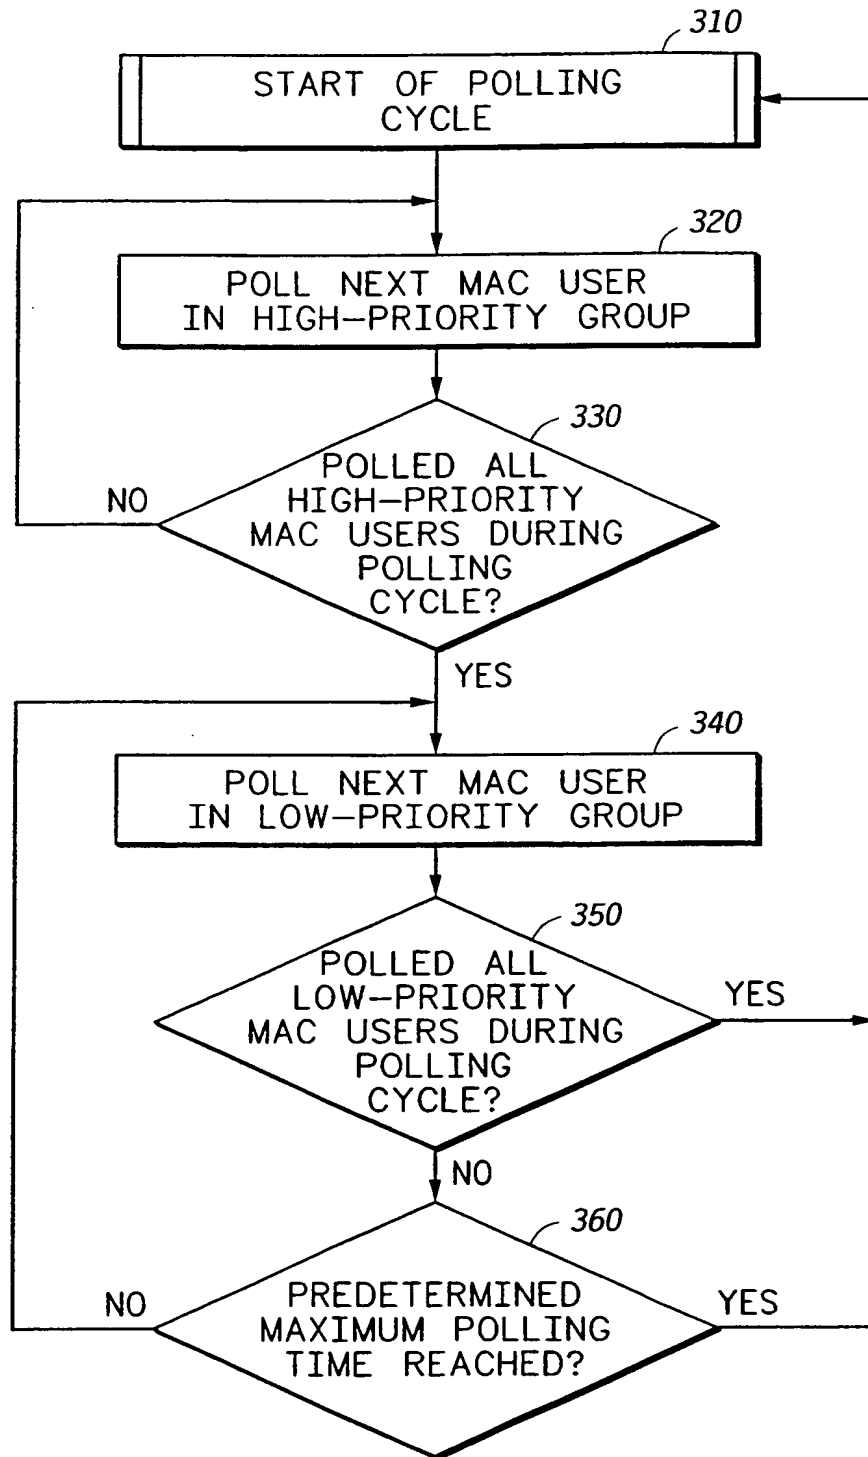 310
START OF POLLING
CYCLE
320
POLL NEXT MAC USER
IN HIGH-PRIORITY GROUP
330
POLLED ALL
HIGH-PRIORITY
MAC USERS DURING
POLLING
CYCLE?
NO
YES
340
POLL NEXT MAC USER
IN LOW-PRIORITY GROUP
350
POLLED ALL
LOW-PRIORITY
MAC USERS DURING
POLLING
CYCLE?
YES
NO
360
PREDETERMINED
MAXIMUM POLLING
TIME REACHED?
NO
YES